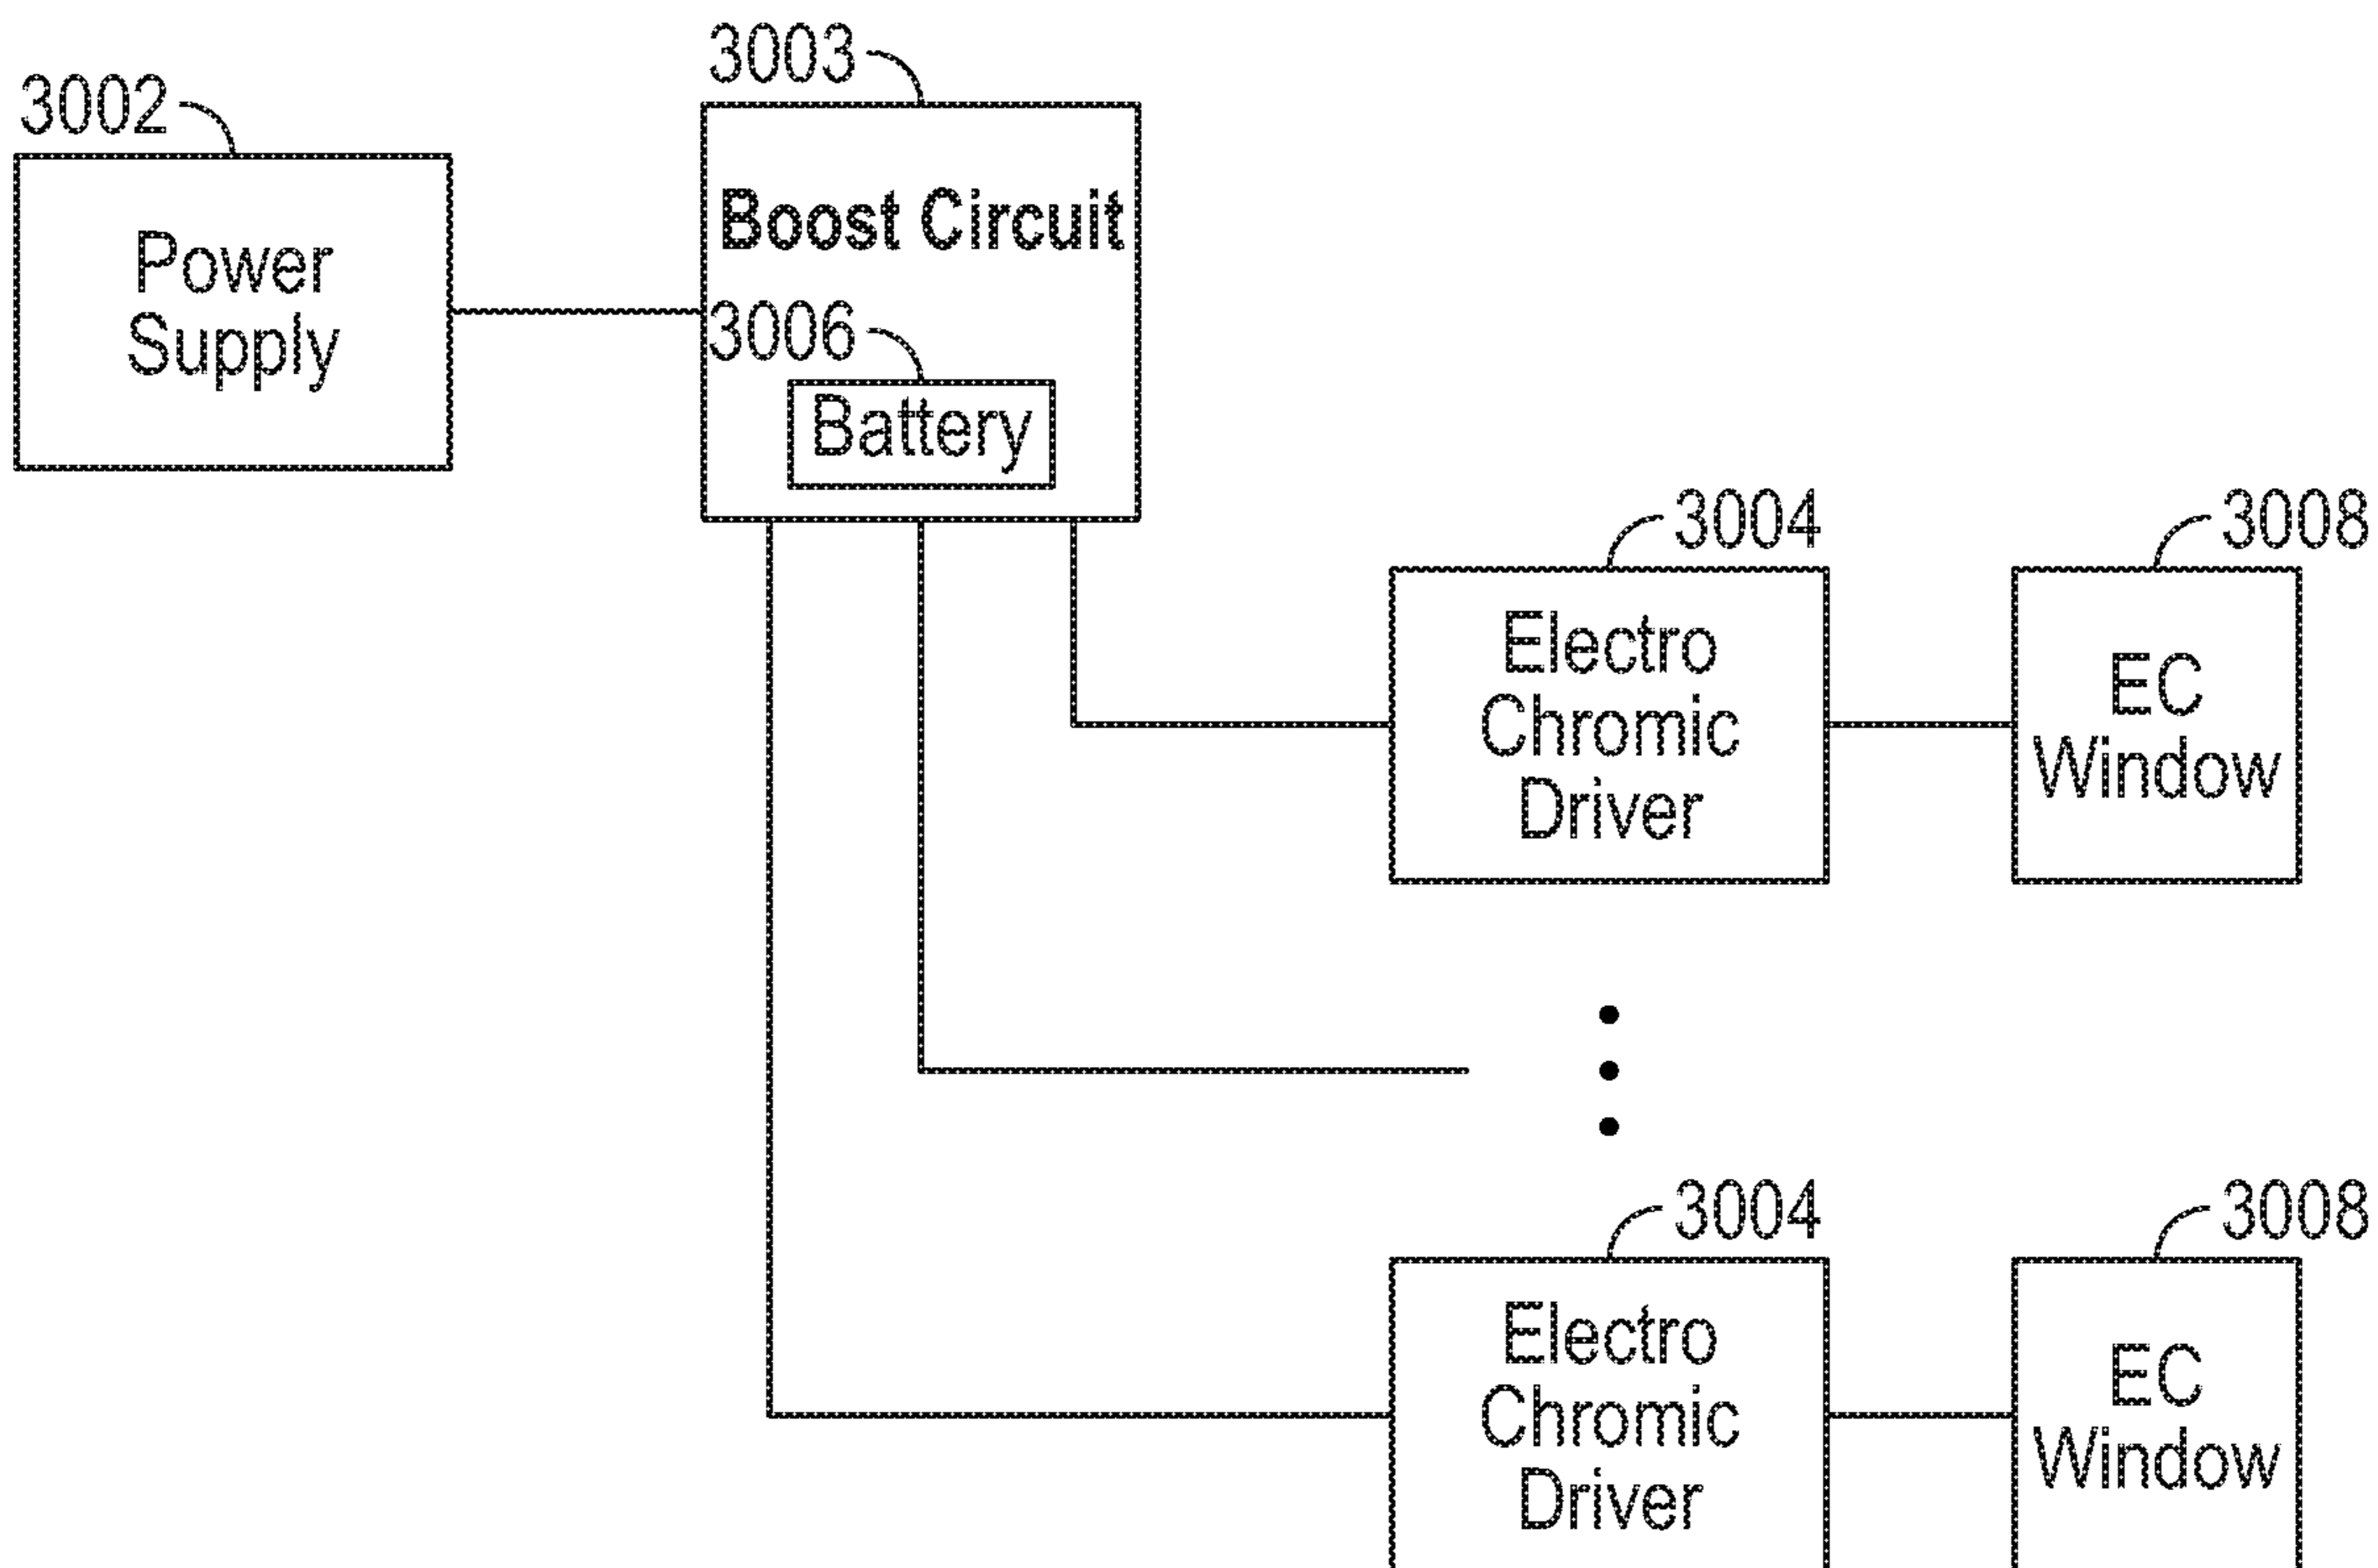 3003
3002
Boost Circuit
Power
Supply
3006
Battery
3004
3008
Electro
Chromic
Driver
EC
Window
3004
3008
Electro
Chromic
Driver
EC
Window